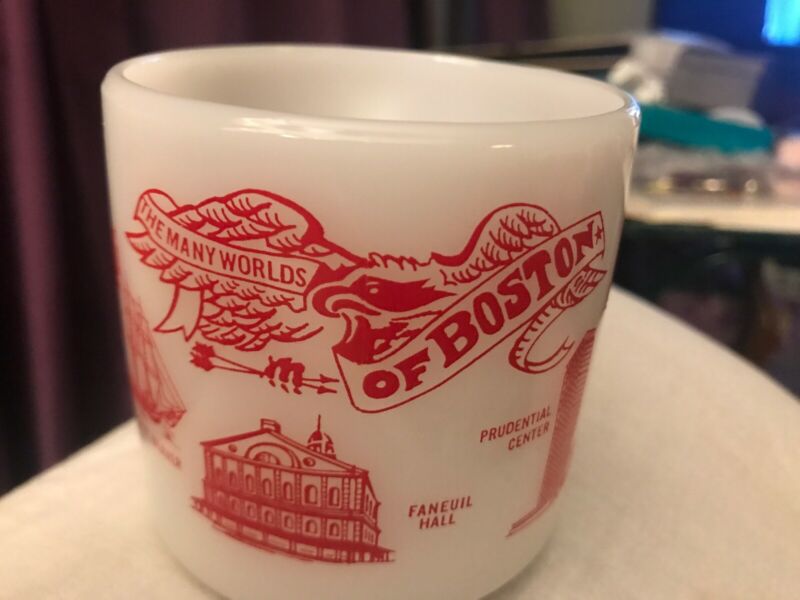 THE MANY WORLDS
OF BOSTON
PRUDENTIAL
CENTER
FANEUIL
HALL